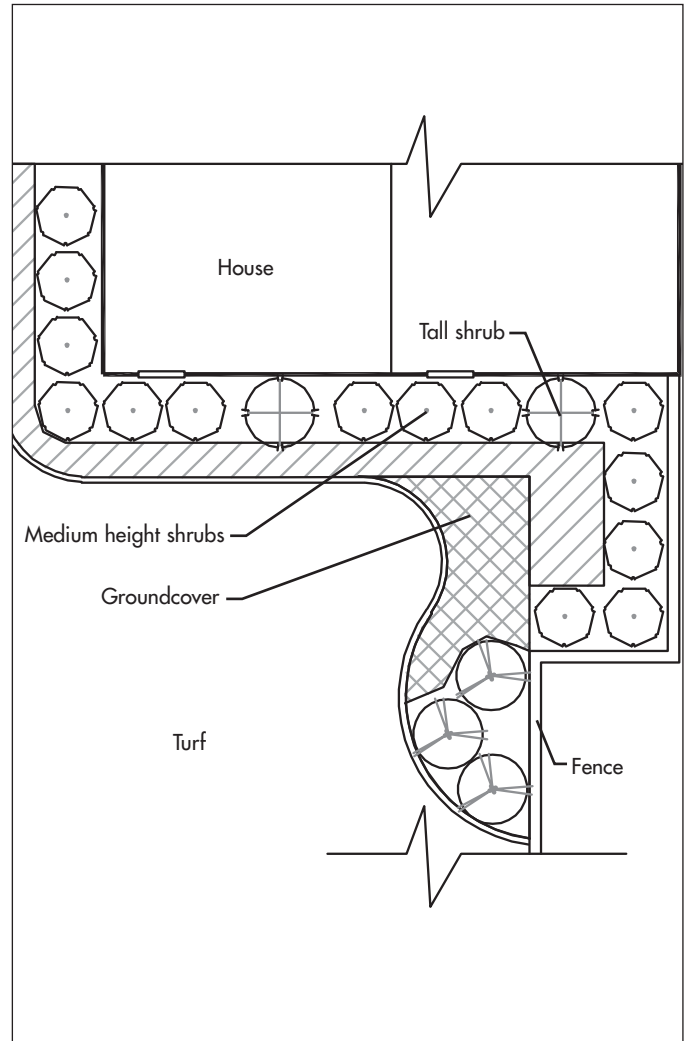 House
Tall shrub
Medium height shrubs
Groundcover
Turf
Fence